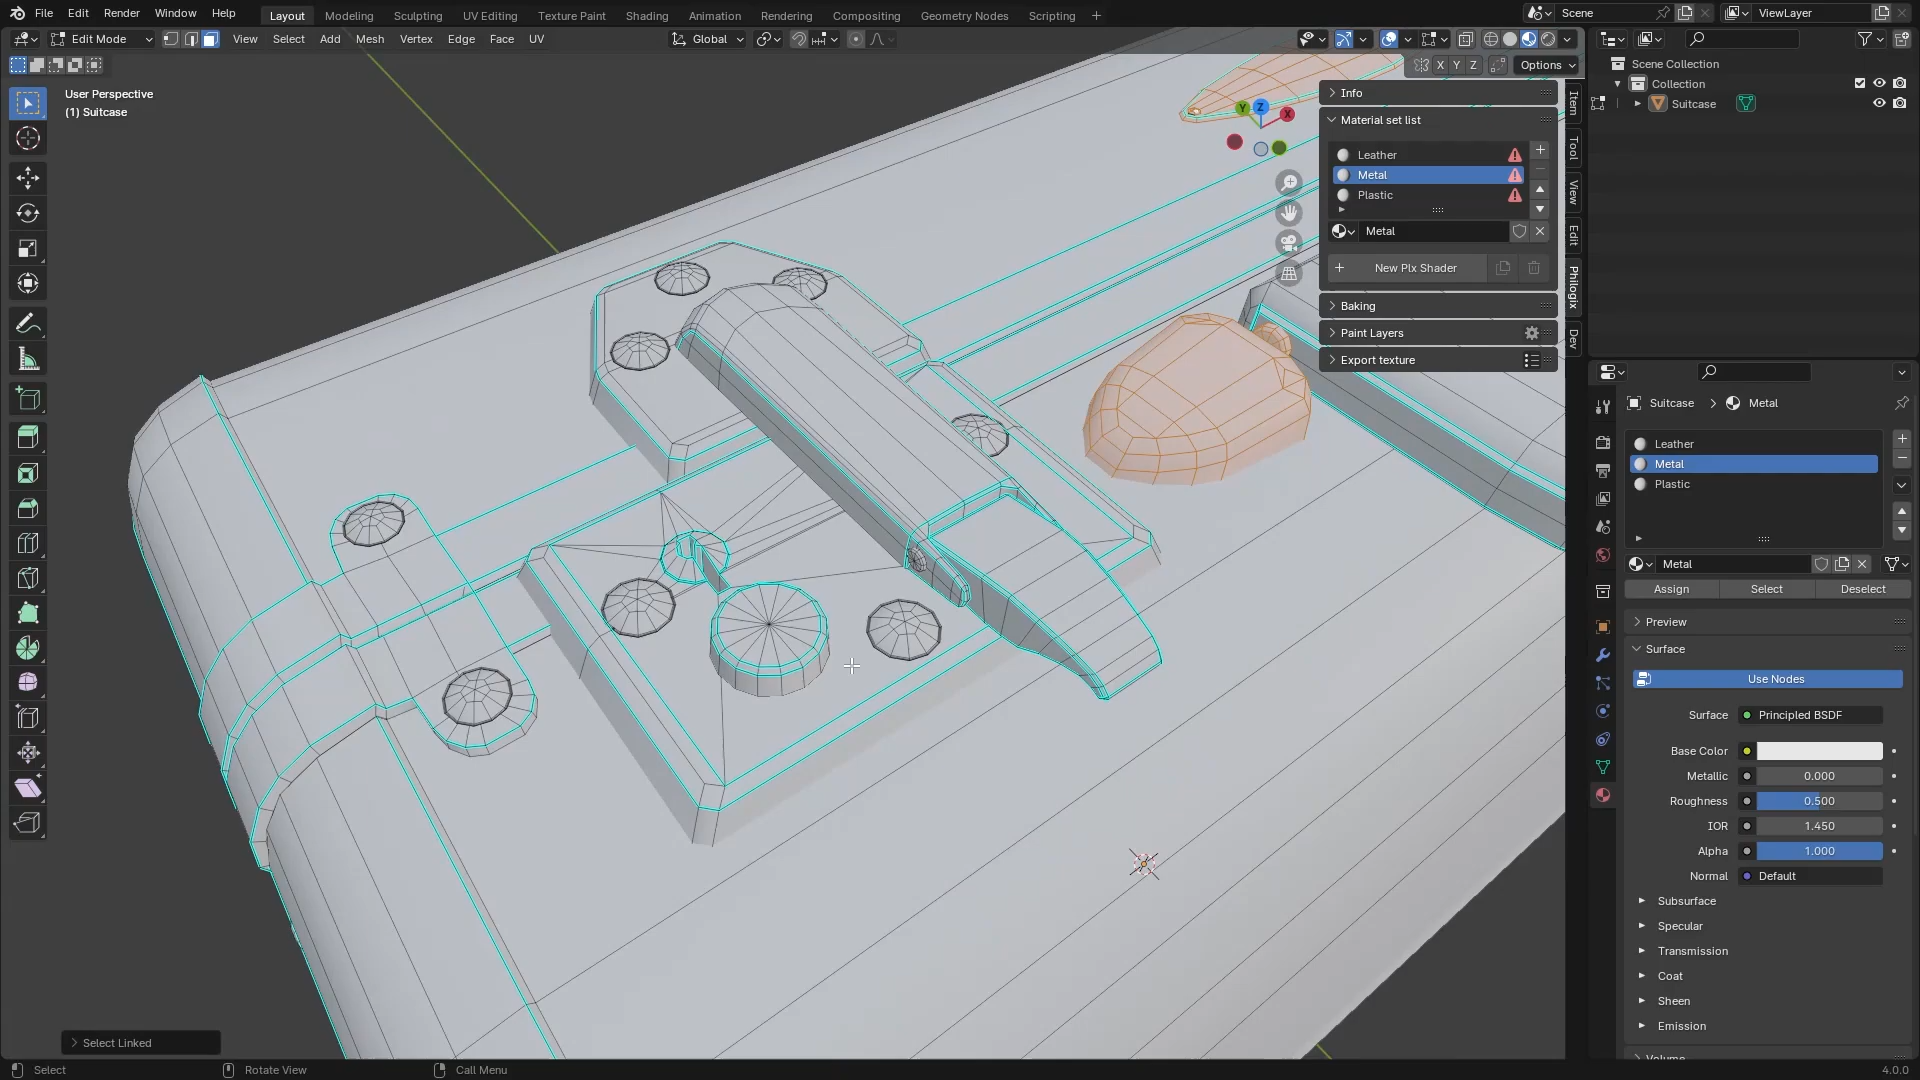 File Edit Render Window Help Layout Modeling Sculpting UV Editing Texture Paint Shading Animation Rendering Compositing Geometry Nodes Scripting + Scene ViewLayer
Edit Mode View Select Add Mesh Vertex Edge Face UV Global
X Y Z Options
User Perspective
(1) Suitcase
Y Z X
Info
Material set list
Leather
Metal
Plastic
Metal
New Plx Shader
Baking
Paint Layers
Export texture
Item
Tool
View
Edit
Philogix
Dev
Scene Collection
Collection
Suitcase
Suitcase > Metal
Leather
Metal
Plastic
Metal
Assign Select Deselect
Preview
Surface
Use Nodes
Surface Principled BSDF
Base Color
Metallic 0.000
Roughness 0.500
IOR 1.450
Alpha 1.000
Normal Default
Subsurface
Specular
Transmission
Coat
Sheen
Emission
Volume
Select Linked
Select Rotate View Call Menu 4.0.0